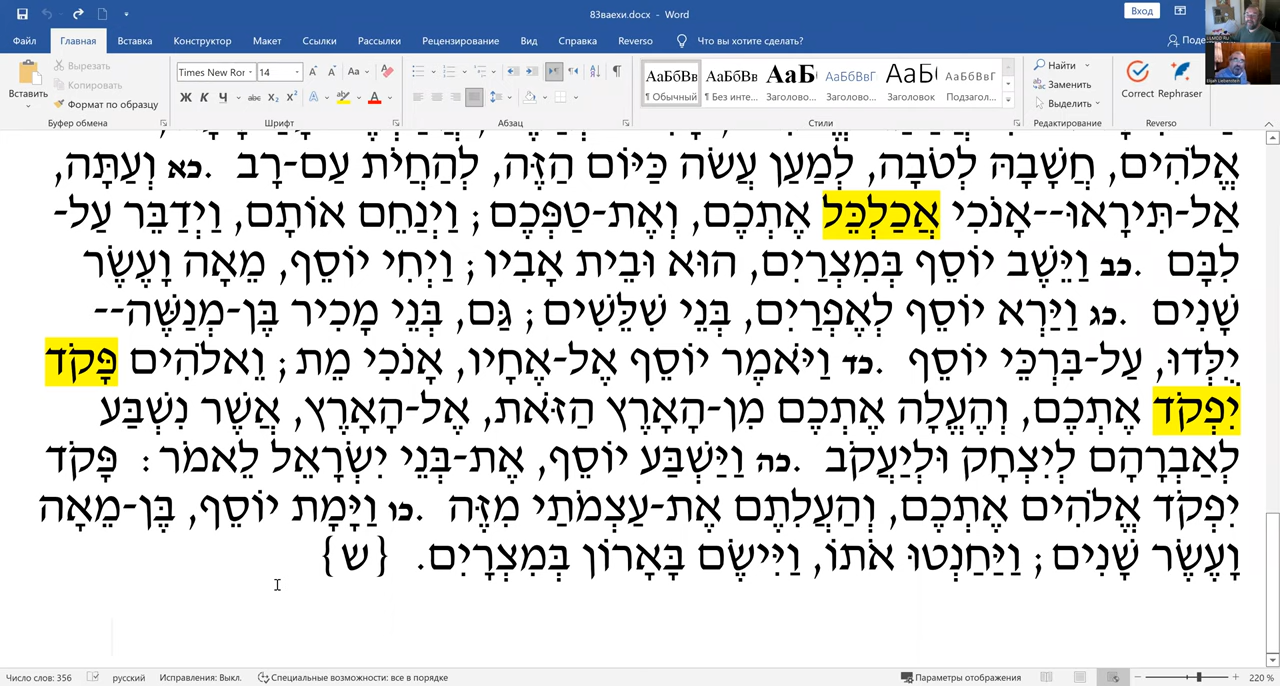 83ваехи.docx - Word
Вход
Файл
Главная
Вставка
Конструктор
Макет
Ссылки
Рассылки
Рецензирование
Вид
Справка
Reverso
Что вы хотите сделать?
Вставить
Вырезать
Копировать
Формат по образцу
Буфер обмена
Times New Ror
14
Aa
Ж К Ч abc
Шрифт
Абзац
АаБбВв
¶ Обычный
АаБбВв
¶ Без инте...
АаБ
Заголово...
АаБбВвГ
Заголово...
АаБ
Заголовок
АаБбВвГ
Подзагол...
Стили
Найти
Заменить
Выделить
Редактирование
Correct
Rephraser
Reverso
אֱלֹהִים, חֲשָׁבָהּ לְטֹבָה, לְמַעַן עֲשֹׂה כַּיּוֹם הַזֶּה, לְהַחֲיֹת עַם-רָב .כא וְעַתָּה,
אַל-תִּירָאוּ--אָנֹכִי אֲכַלְכֵּל אֶתְכֶם, וְאֶת-טַפְּכֶם; וַיְנַחֵם אוֹתָם, וַיְדַבֵּר עַל-
לִבָּם .כב וַיֵּשֶׁב יוֹסֵף בְּמִצְרַיִם, הוּא וּבֵית אָבִיו; וַיְחִי יוֹסֵף, מֵאָה וָעֶשֶׂר
שָׁנִים .כג וַיַּרְא יוֹסֵף לְאֶפְרַיִם, בְּנֵי שִׁלֵּשִׁים; גַּם, בְּנֵי מָכִיר בֶּן-מְנַשֶּׁה--
יֻלְּדוּ, עַל-בִּרְכֵּי יוֹסֵף .כד וַיֹּאמֶר יוֹסֵף אֶל-אֶחָיו, אָנֹכִי מֵת; וֵאלֹהִים פָּקֹד
יִפְקֹד אֶתְכֶם, וְהֶעֱלָה אֶתְכֶם מִן-הָאָרֶץ הַזֹּאת, אֶל-הָאָרֶץ, אֲשֶׁר נִשְׁבַּע
לְאַבְרָהָם לְיִצְחָק וּלְיַעֲקֹב .כה וַיַּשְׁבַּע יוֹסֵף, אֶת-בְּנֵי יִשְׂרָאֵל לֵאמֹר: פָּקֹד
יִפְקֹד אֱלֹהִים אֶתְכֶם, וְהַעֲלִתֶם אֶת-עַצְמֹתַי מִזֶּה .כו וַיָּמָת יוֹסֵף, בֶּן-מֵאָה
וָעֶשֶׂר שָׁנִים; וַיַּחַנְטוּ אֹתוֹ, וַיִּישֶׂם בָּאָרוֹן בְּמִצְרָיִם. {ש}
Число слов: 356
русский
Исправления: Выкл.
Специальные возможности: все в порядке
Параметры отображения
220 %